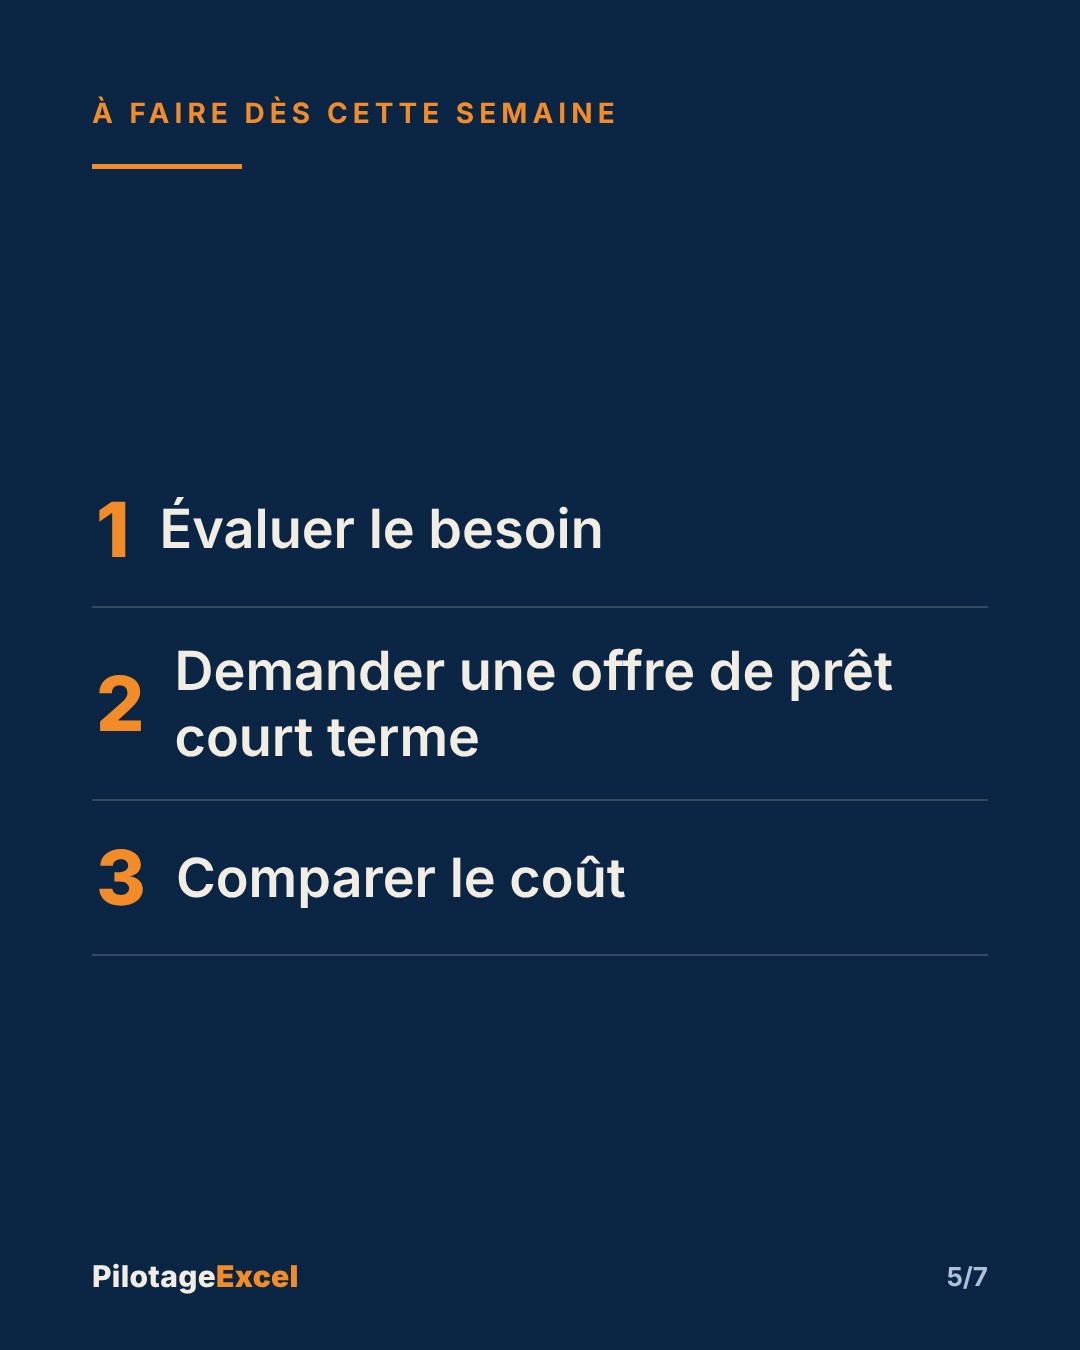 À FAIRE DÈS CETTE SEMAINE
1 Évaluer le besoin
2 Demander une offre de prêt
court terme
3 Comparer le coût
PilotageExcel
5/7